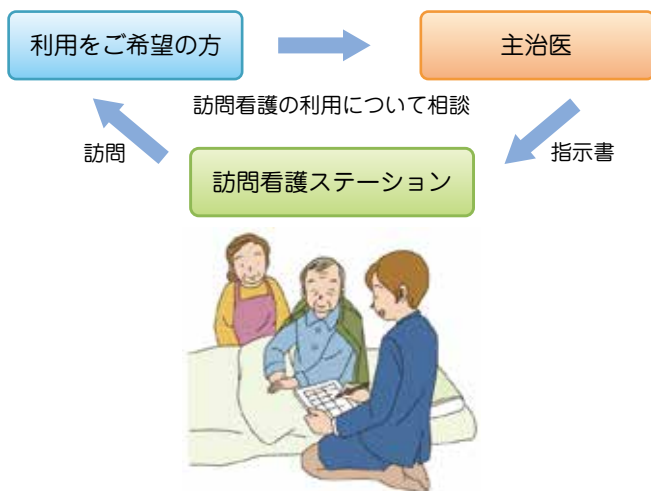 利用をご希望の方
主治医
訪問看護の利用について相談
訪問
指示書
訪問看護ステーション